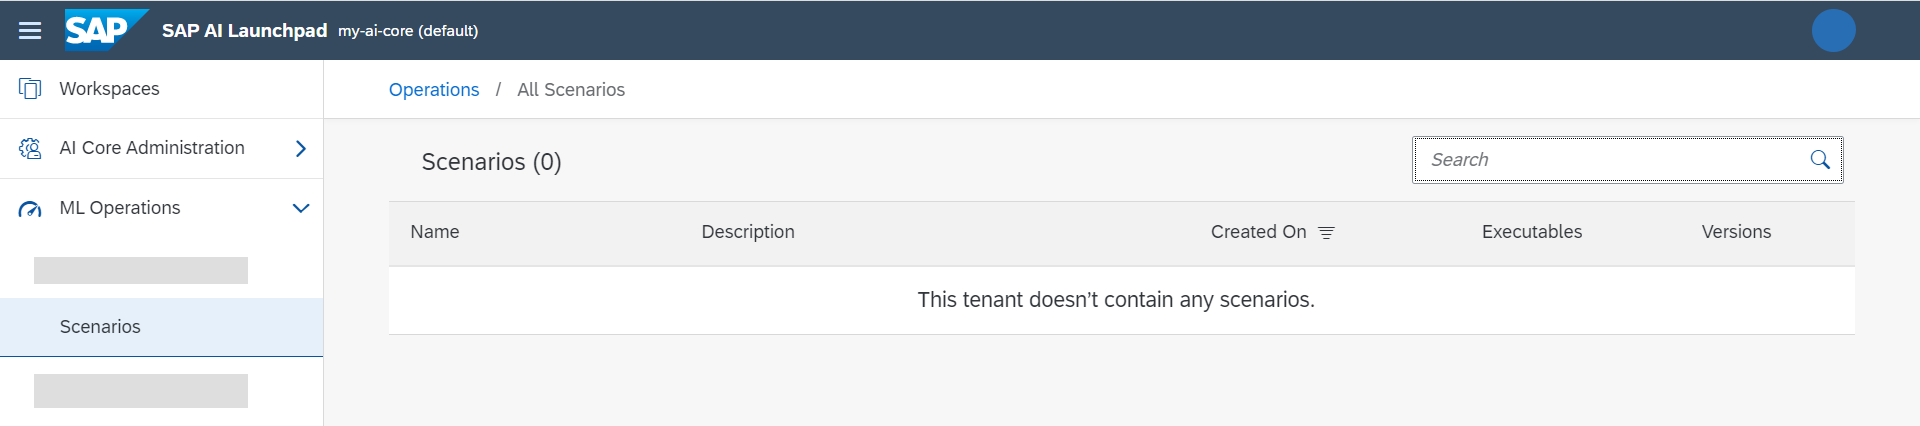 SAP SAP AI Launchpad my-ai-core (default)
Workspaces
Operations / All Scenarios
AI Core Administration
Scenarios (0)
Search
ML Operations
Name Description Created On Executables Versions
This tenant doesn’t contain any scenarios.
Scenarios